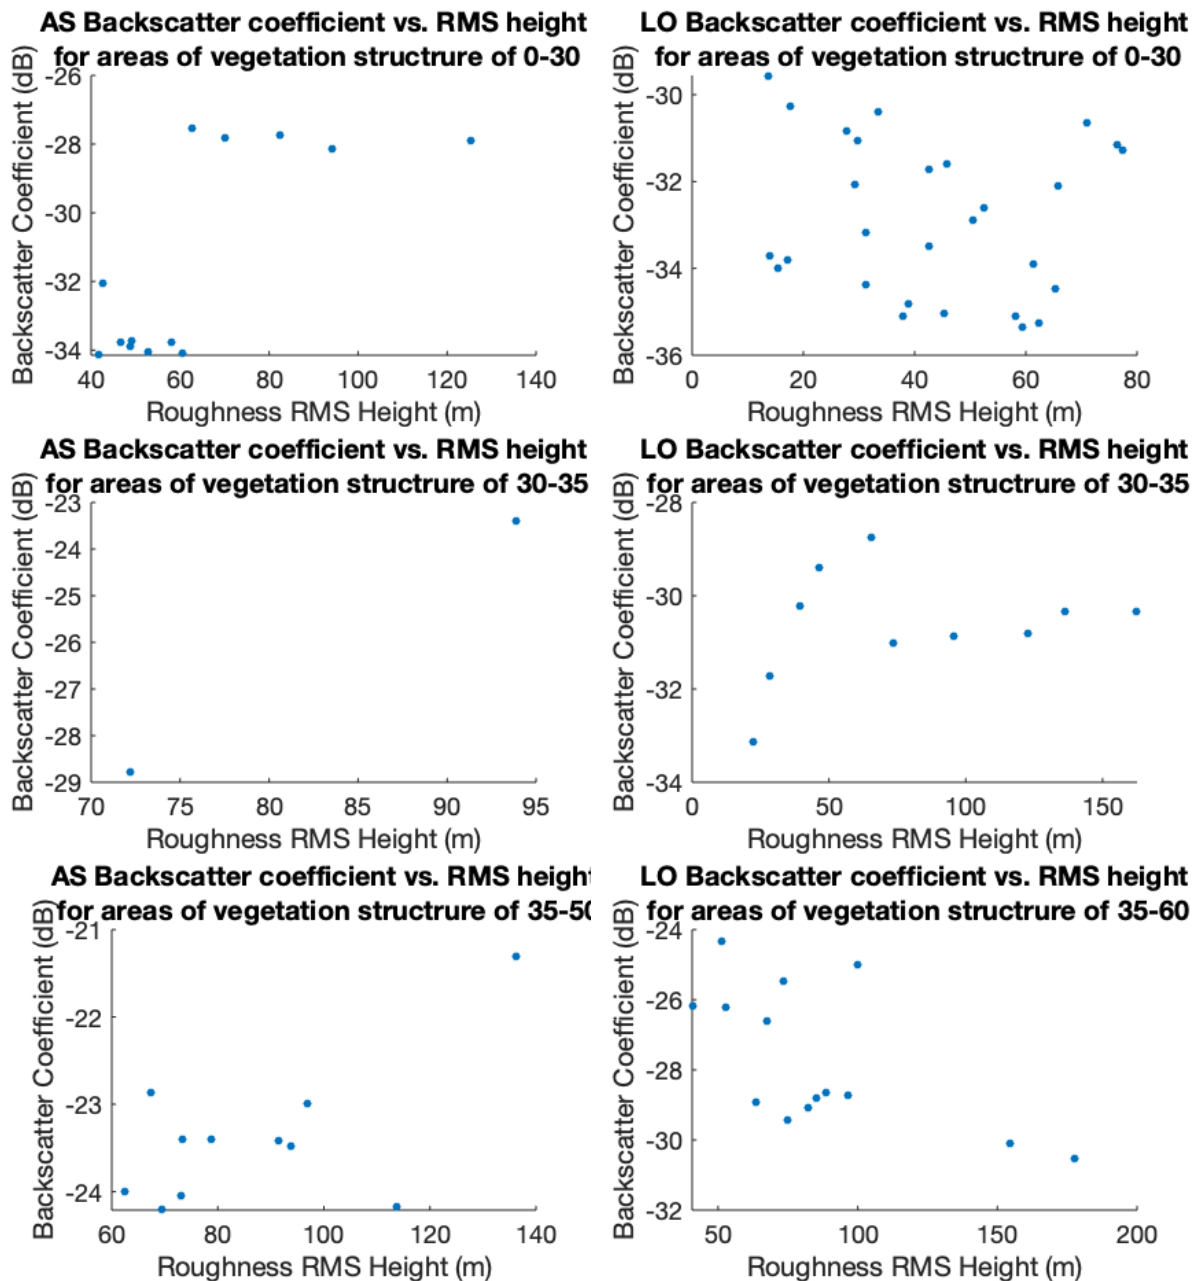 AS Backscatter coefficient vs. RMS height
for areas of vegetation structrure of 0-30
Backscatter Coefficient (dB)
-26
-28
-30
-32
-34
40 60 80 100 120 140
Roughness RMS Height (m)
LO Backscatter coefficient vs. RMS height
for areas of vegetation structrure of 0-30
Backscatter Coefficient (dB)
-30
-32
-34
-36
0 20 40 60 80
Roughness RMS Height (m)
AS Backscatter coefficient vs. RMS height
for areas of vegetation structrure of 30-35
Backscatter Coefficient (dB)
-23
-24
-25
-26
-27
-28
-29
70 75 80 85 90 95
Roughness RMS Height (m)
LO Backscatter coefficient vs. RMS height
for areas of vegetation structrure of 30-35
Backscatter Coefficient (dB)
-28
-30
-32
-34
0 50 100 150
Roughness RMS Height (m)
AS Backscatter coefficient vs. RMS height
for areas of vegetation structrure of 35-50
Backscatter Coefficient (dB)
-21
-22
-23
-24
60 80 100 120 140
Roughness RMS Height (m)
LO Backscatter coefficient vs. RMS height
for areas of vegetation structrure of 35-60
Backscatter Coefficient (dB)
-24
-26
-28
-30
-32
50 100 150 200
Roughness RMS Height (m)